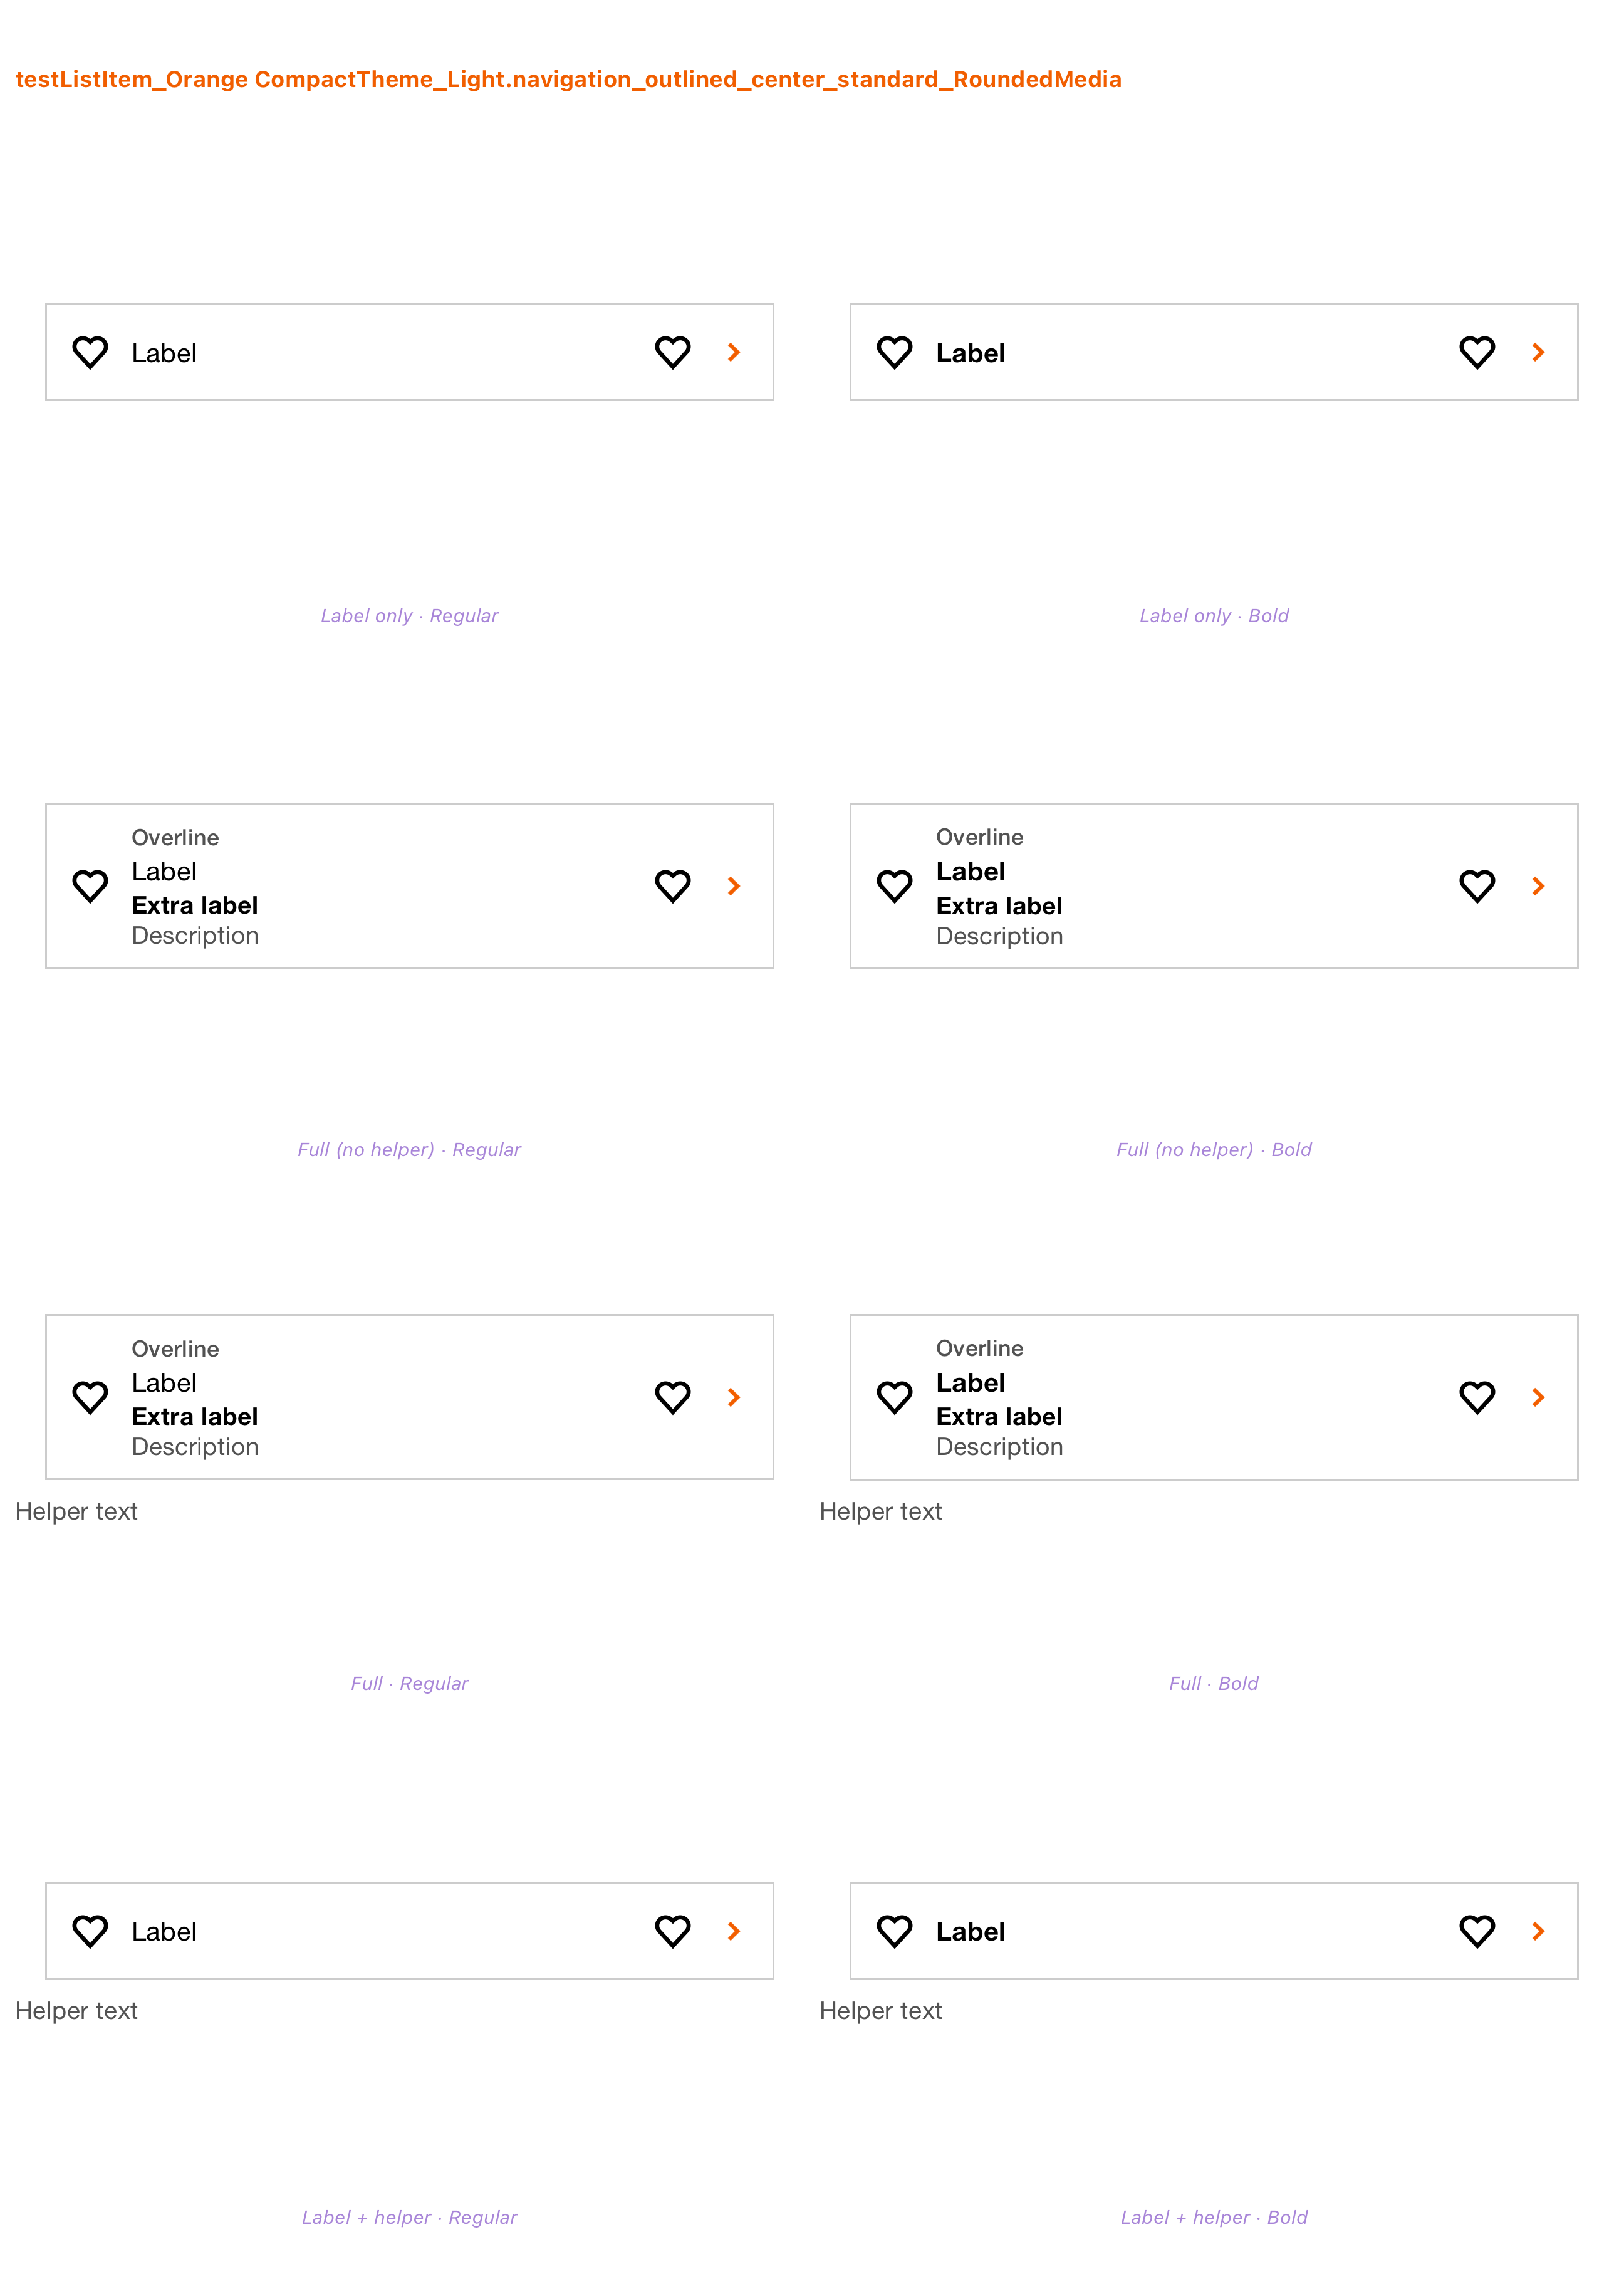 testListItem_Orange CompactTheme_Light.navigation_outlined_center_standard_RoundedMedia
Label
Label
Label only · Regular
Label only · Bold
Overline
Label
Extra label
Description
Overline
Label
Extra label
Description
Full (no helper) · Regular
Full (no helper) · Bold
Overline
Label
Extra label
Description
Helper text
Overline
Label
Extra label
Description
Helper text
Full · Regular
Full · Bold
Label
Helper text
Label
Helper text
Label + helper · Regular
Label + helper · Bold